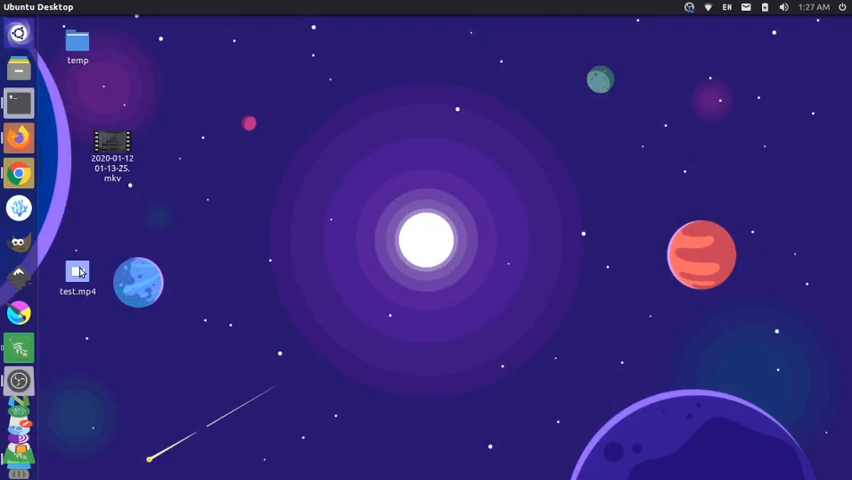 Ubuntu Desktop
EN
1:27 AM
temp
2020-01-12
01-13-25.
mkv
test.mp4